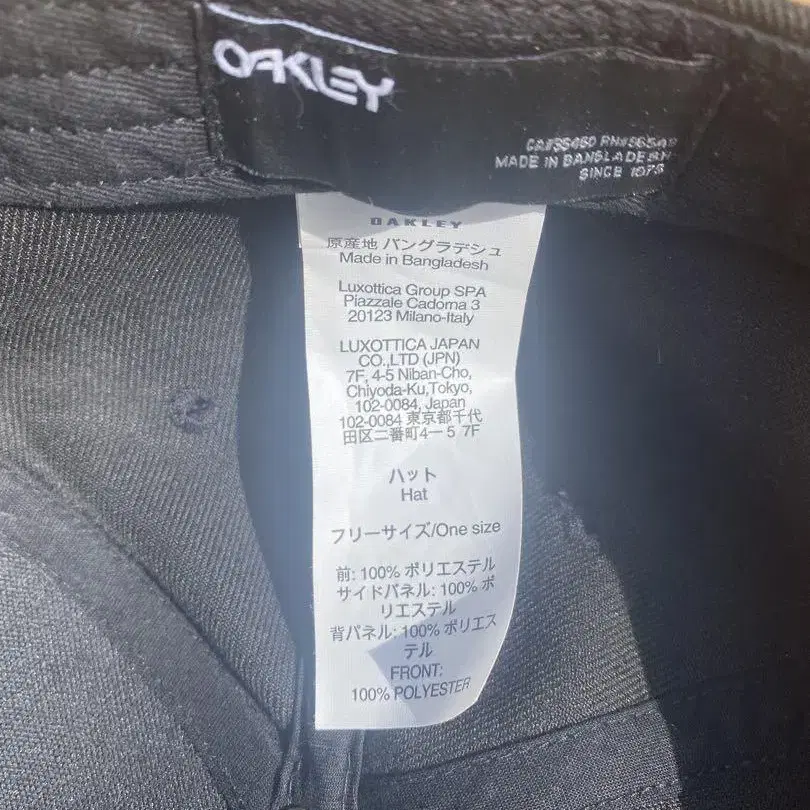 OAKLEY
MADE IN BANGLADESH
SINCE 1975
OAKLEY
原産地 バングラデシュ
Made in Bangladesh
Luxottica Group SPA
Piazzale Cadorna 3
20123 Milano-Italy
LUXOTTICA JAPAN
CO.,LTD (JPN)
7F, 4-5 Niban-Cho,
Chiyoda-Ku,Tokyo,
102-0084, Japan
102-0084 東京都千代
田区二番町4ー5 7F
ハット
Hat
フリーサイズ/One size
前: 100% ポリエステル
サイドパネル: 100% ポ
リエステル
背パネル: 100% ポリエス
テル
FRONT:
100% POLYESTER